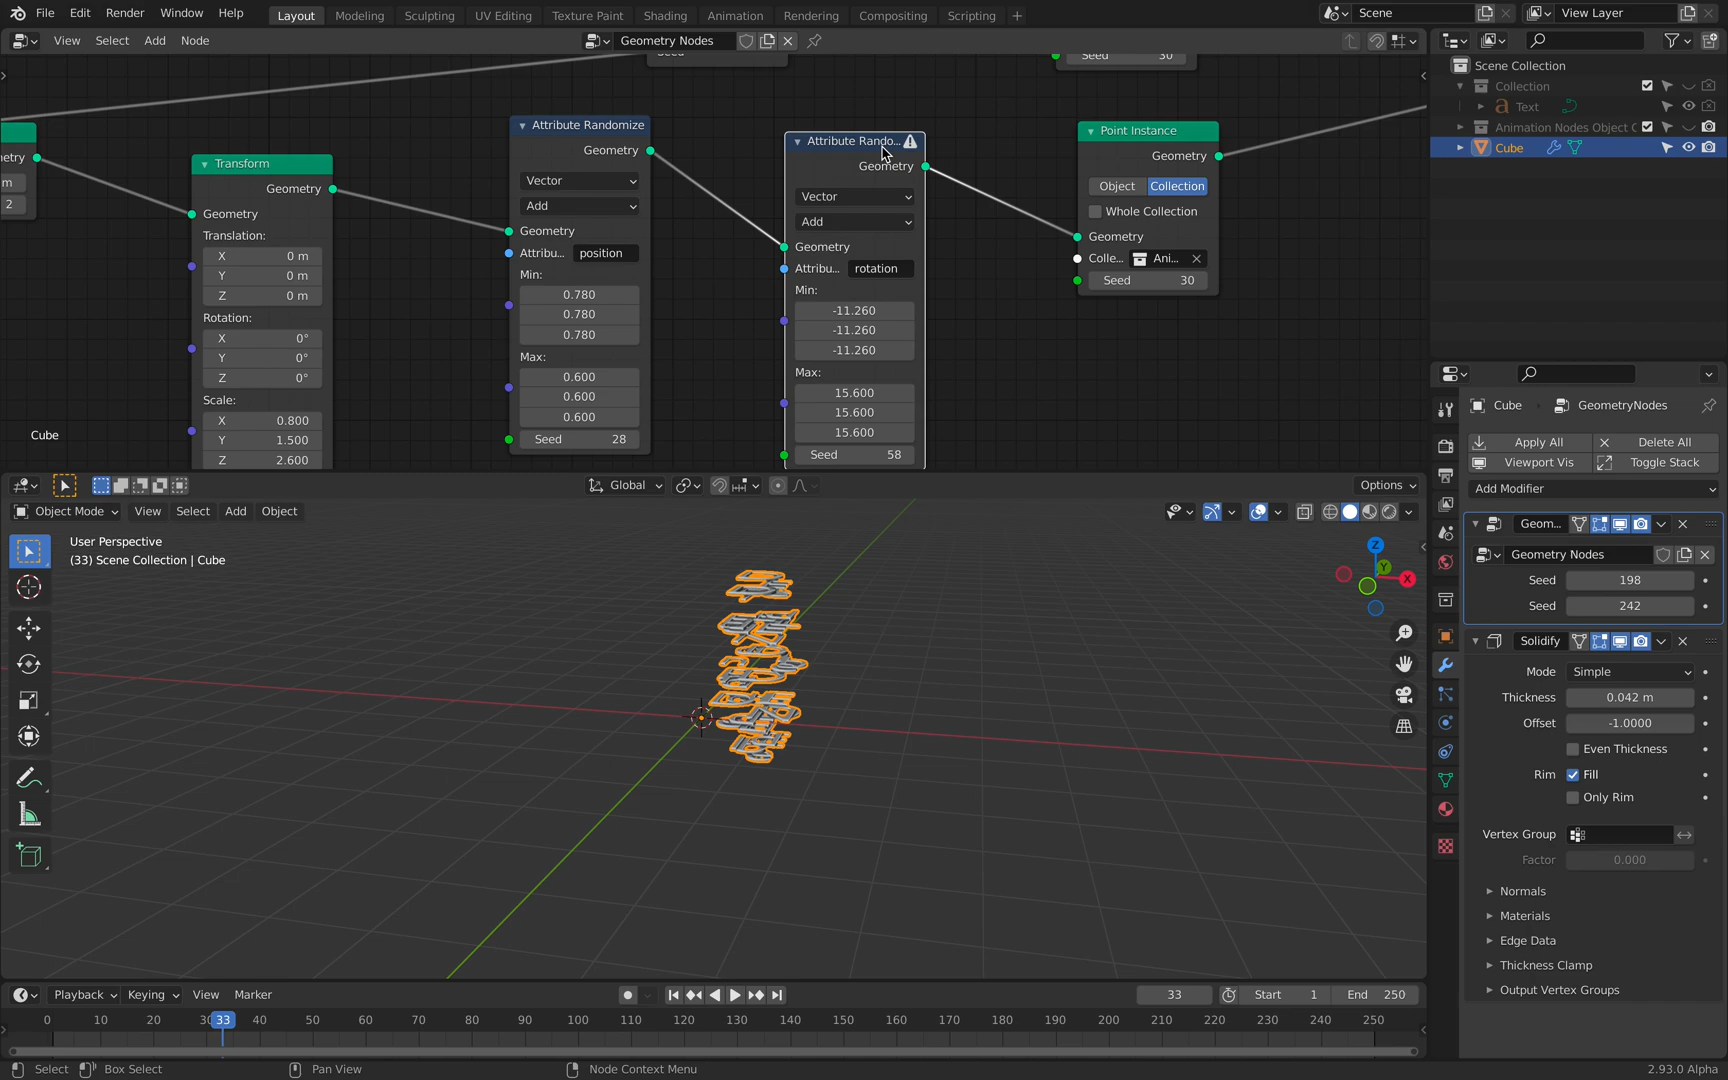 File Edit Render Window Help Layout Modeling Sculpting UV Editing Texture Paint Shading Animation Rendering Compositing Scripting + Scene View Layer
View Select Add Node Geometry Nodes
Scene Collection
Collection
Text
Animation Nodes Object C
Cube
Seed 30
Transform
Geometry
Geometry
Translation:
X 0 m
Y 0 m
Z 0 m
Rotation:
X 0°
Y 0°
Z 0°
Scale:
X 0.800
Y 1.500
Z 2.600
etry
m
2
Cube
Attribute Randomize
Geometry
Vector
Add
Geometry
Attribu... position
Min:
0.780
0.780
0.780
Max:
0.600
0.600
0.600
Seed 28
Attribute Rando...
Geometry
Vector
Add
Geometry
Attribu... rotation
Min:
-11.260
-11.260
-11.260
Max:
15.600
15.600
15.600
Seed 58
Point Instance
Geometry
Object Collection
Whole Collection
Geometry
Colle... Ani...
Seed 30
Global Options
Object Mode View Select Add Object
User Perspective
(33) Scene Collection | Cube
Z
Y
X
Cube GeometryNodes
Apply All Delete All
Viewport Vis Toggle Stack
Add Modifier
Geom...
Geometry Nodes
Seed 198
Seed 242
Solidify
Mode Simple
Thickness 0.042 m
Offset -1.0000
Even Thickness
Rim Fill
Only Rim
Vertex Group
Factor 0.000
Normals
Materials
Edge Data
Thickness Clamp
Output Vertex Groups
Playback Keying View Marker 33 Start 1 End 250
0 10 20 30 33 40 50 60 70 80 90 100 110 120 130 140 150 160 170 180 190 200 210 220 230 240 250
Select Box Select Pan View Node Context Menu 2.93.0 Alpha